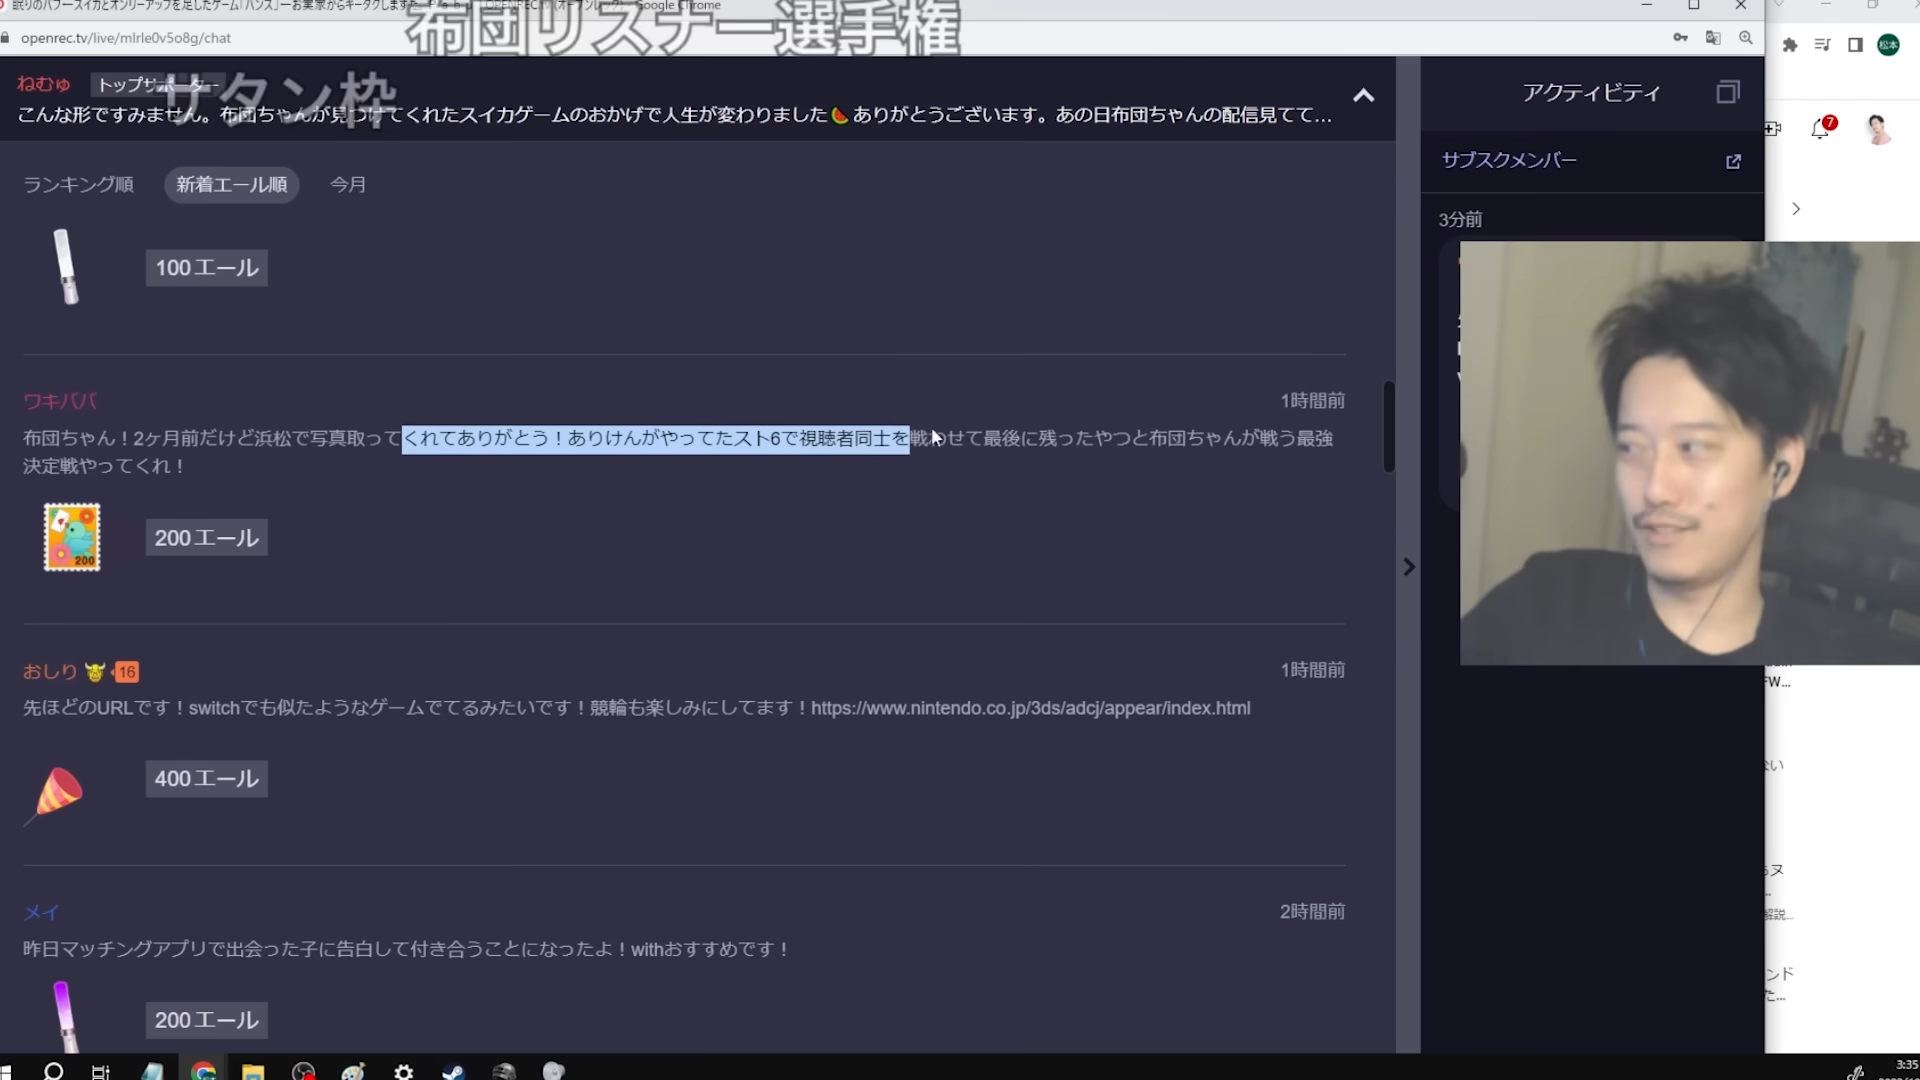 Google Chrome
布団リスナー選手権
openrec.tv/live/mlrle0v5o8g/chat
サタン枠
ねむゅ トップサポーター
こんな形ですみません。布団ちゃんが見つけてくれたスイカゲームのおかげで人生が変わりました🍉ありがとうございます。あの日布団ちゃんの配信見てて...
アクティビティ
松本
7
サブスクメンバー
ランキング順 新着エール順 今月
3分前
100エール
ワキババ 1時間前
布団ちゃん！2ヶ月前だけど浜松で写真取ってくれてありがとう！ありけんがやってたスト6で視聴者同士を戦わせて最後に残ったやつと布団ちゃんが戦う最強
決定戦やってくれ！
200
200エール
おしり 16 1時間前
先ほどのURLです！switchでも似たようなゲームでてるみたいです！競輪も楽しみにしてます！https://www.nintendo.co.jp/3ds/adcj/appear/index.html
400エール
メイ 2時間前
昨日マッチングアプリで出会った子に告白して付き合うことになったよ！withおすすめです！
200エール
3:35